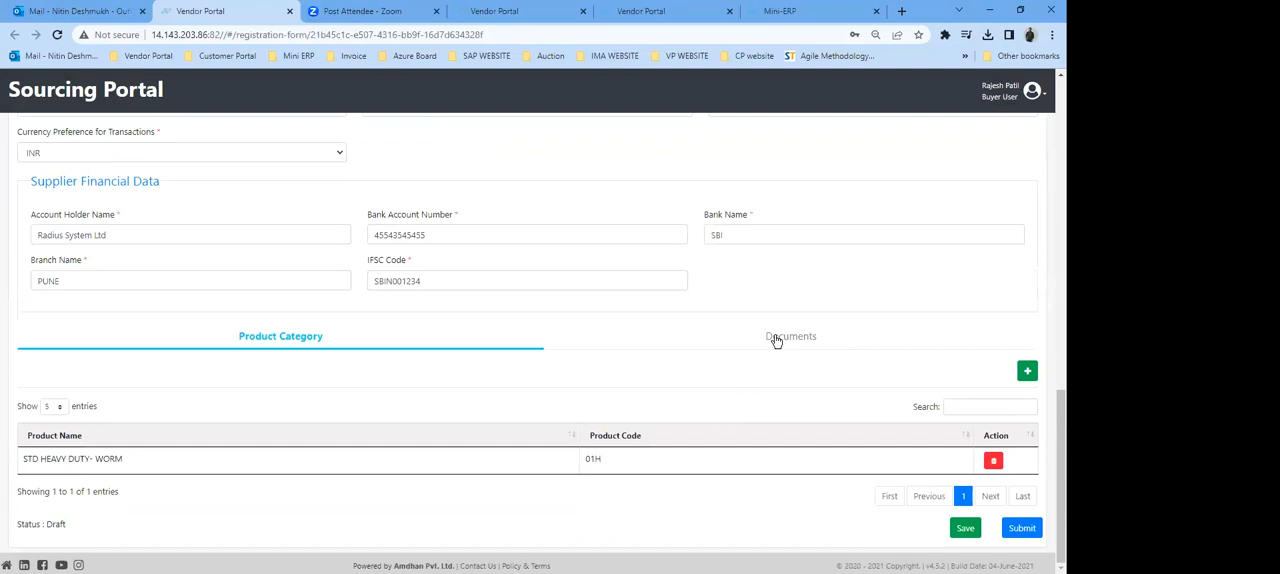 Mail - Nitin Deshmukh - Out
Vendor Portal
Post Attendee - Zoom
Vendor Portal
Vendor Portal
Mini-ERP
Not secure
14.143.203.86:82//#/registration-form/21b45c1c-e507-4316-bb9f-16d7d634328f
Mail - Nitin Deshm...
Vendor Portal
Customer Portal
Mini ERP
Invoice
Azure Board
SAP WEBSITE
Auction
IMA WEBSITE
VP WEBSITE
CP website
Agile Methodology...
»
Other bookmarks
Sourcing Portal
Rajesh Patil
Buyer User
Currency Preference for Transactions *
INR
Supplier Financial Data
Account Holder Name *
Bank Account Number *
Bank Name *
Radius System Ltd
45543545455
SBI
Branch Name *
IFSC Code *
PUNE
SBIN001234
Product Category
Documents
Show 5 entries
Search:
Product Name
Product Code
Action
STD HEAVY DUTY- WORM
01H
Showing 1 to 1 of 1 entries
First
Previous
1
Next
Last
Status : Draft
Save
Submit
Powered by Amdhan Pvt. Ltd. | Contact Us | Policy & Terms
© 2020 - 2021 Copyright. | v4.5.2 | Build Date: 04-June-2021